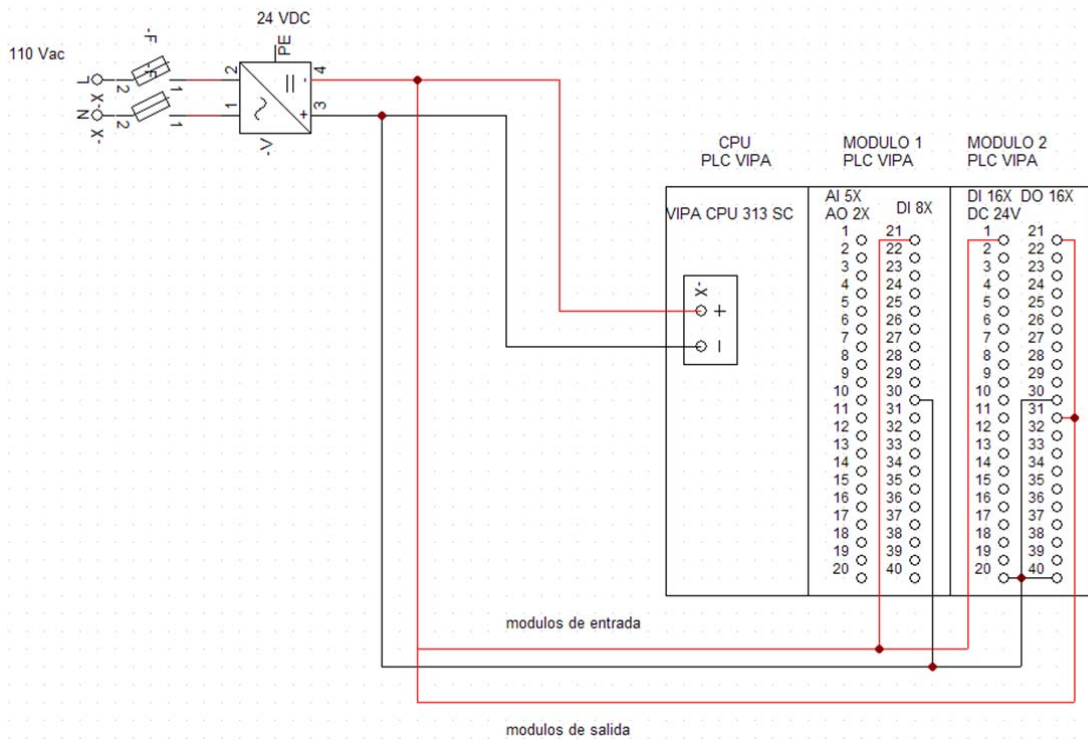 24 VDC
110 Vac
-F
-F
PE
L
X-
2
1
2
4
-
N
X-
2
1
1
3
+
-V
CPU
PLC VIPA
MODULO 1
PLC VIPA
MODULO 2
PLC VIPA
VIPA CPU 313 SC
AI 5X
AO 2X
DI 8X
DI 16X DO 16X
DC 24V
1 21 1 21
2 22 2 22
3 23 3 23
4 24 4 24
5 25 5 25
6 26 6 26
7 27 7 27
8 28 8 28
9 29 9 29
10 30 10 30
11 31 11 31
12 32 12 32
13 33 13 33
14 34 14 34
15 35 15 35
16 36 16 36
17 37 17 37
18 38 18 38
19 39 19 39
20 40 20 40
X-
+
-
modulos de entrada
modulos de salida